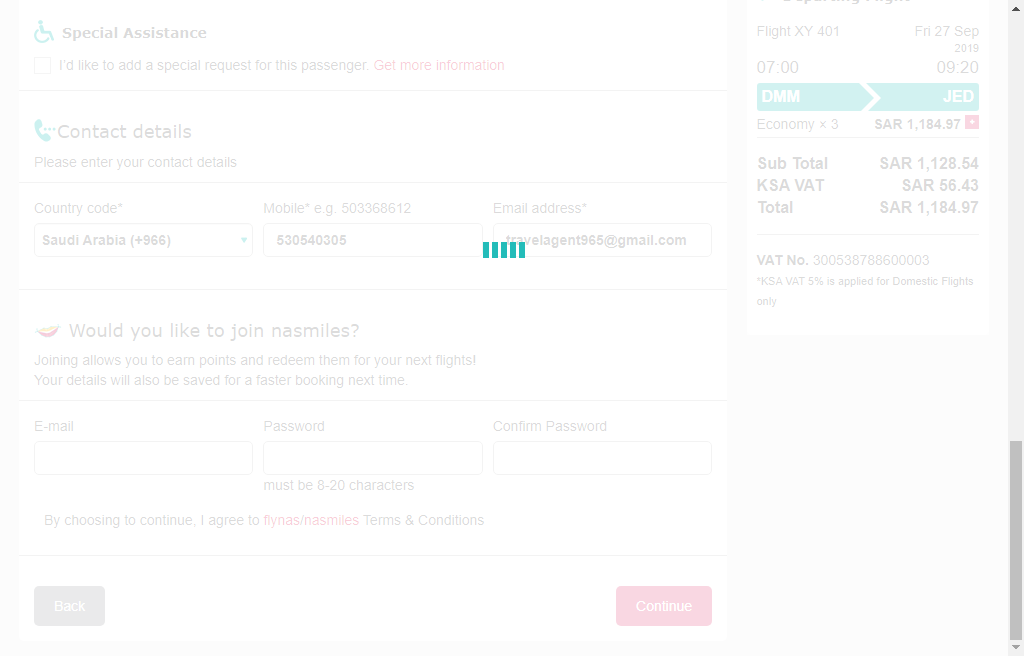 Special Assistance
I'd like to add a special request for this passenger. Get more information
Contact details
Please enter your contact details
Country code*
Mobile* e.g. 503368612
Email address*
Saudi Arabia (+966)
530540305
travelagent965@gmail.com
Would you like to join nasmiles?
Joining allows you to earn points and redeem them for your next flights!
Your details will also be saved for a faster booking next time.
E-mail
Password
Confirm Password
must be 8-20 characters
By choosing to continue, I agree to flynas/nasmiles Terms & Conditions
Back
Continue
Departing Flight
Flight XY 401
Fri 27 Sep
2019
07:00
09:20
DMM
JED
Economy × 3
SAR 1,184.97 +
Sub Total
SAR 1,128.54
KSA VAT
SAR 56.43
Total
SAR 1,184.97
VAT No. 300538788600003
*KSA VAT 5% is applied for Domestic Flights
only